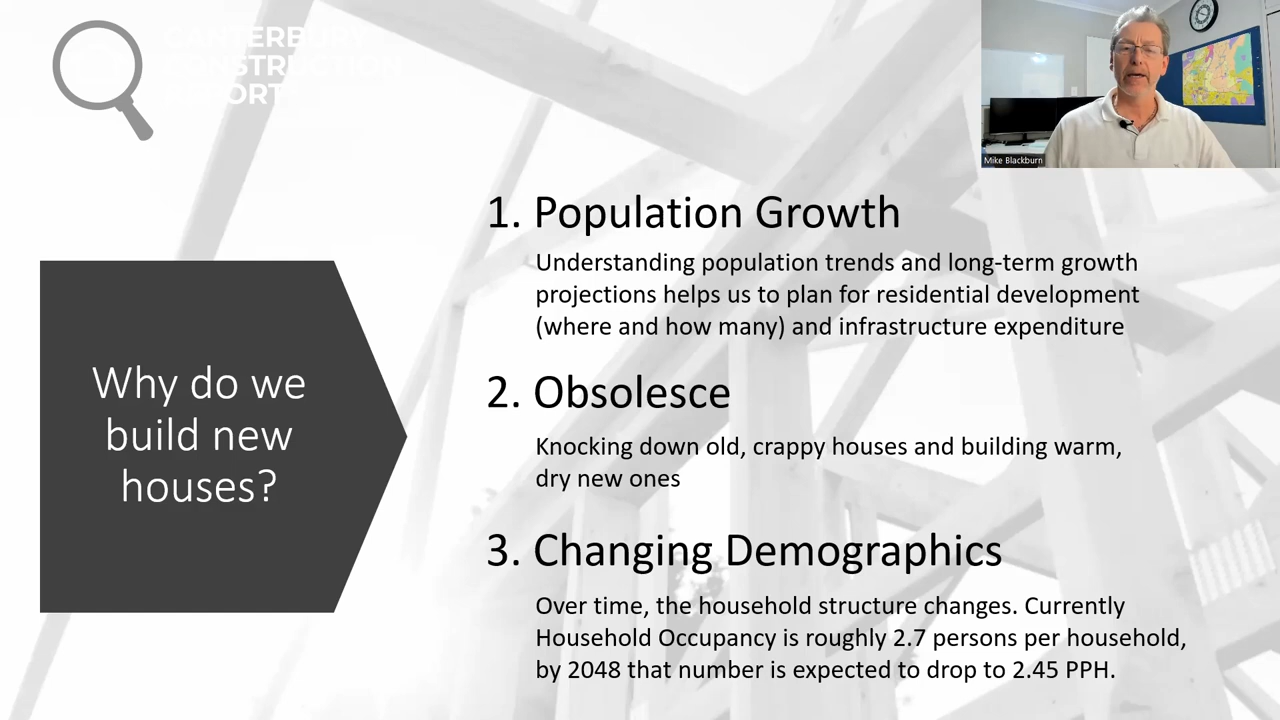 CANTERBURY
CONSTRUCTION
REPORT
Mike Blackburn
Why do we
build new
houses?
1. Population Growth
Understanding population trends and long-term growth
projections helps us to plan for residential development
(where and how many) and infrastructure expenditure
2. Obsolesce
Knocking down old, crappy houses and building warm,
dry new ones
3. Changing Demographics
Over time, the household structure changes. Currently
Household Occupancy is roughly 2.7 persons per household,
by 2048 that number is expected to drop to 2.45 PPH.